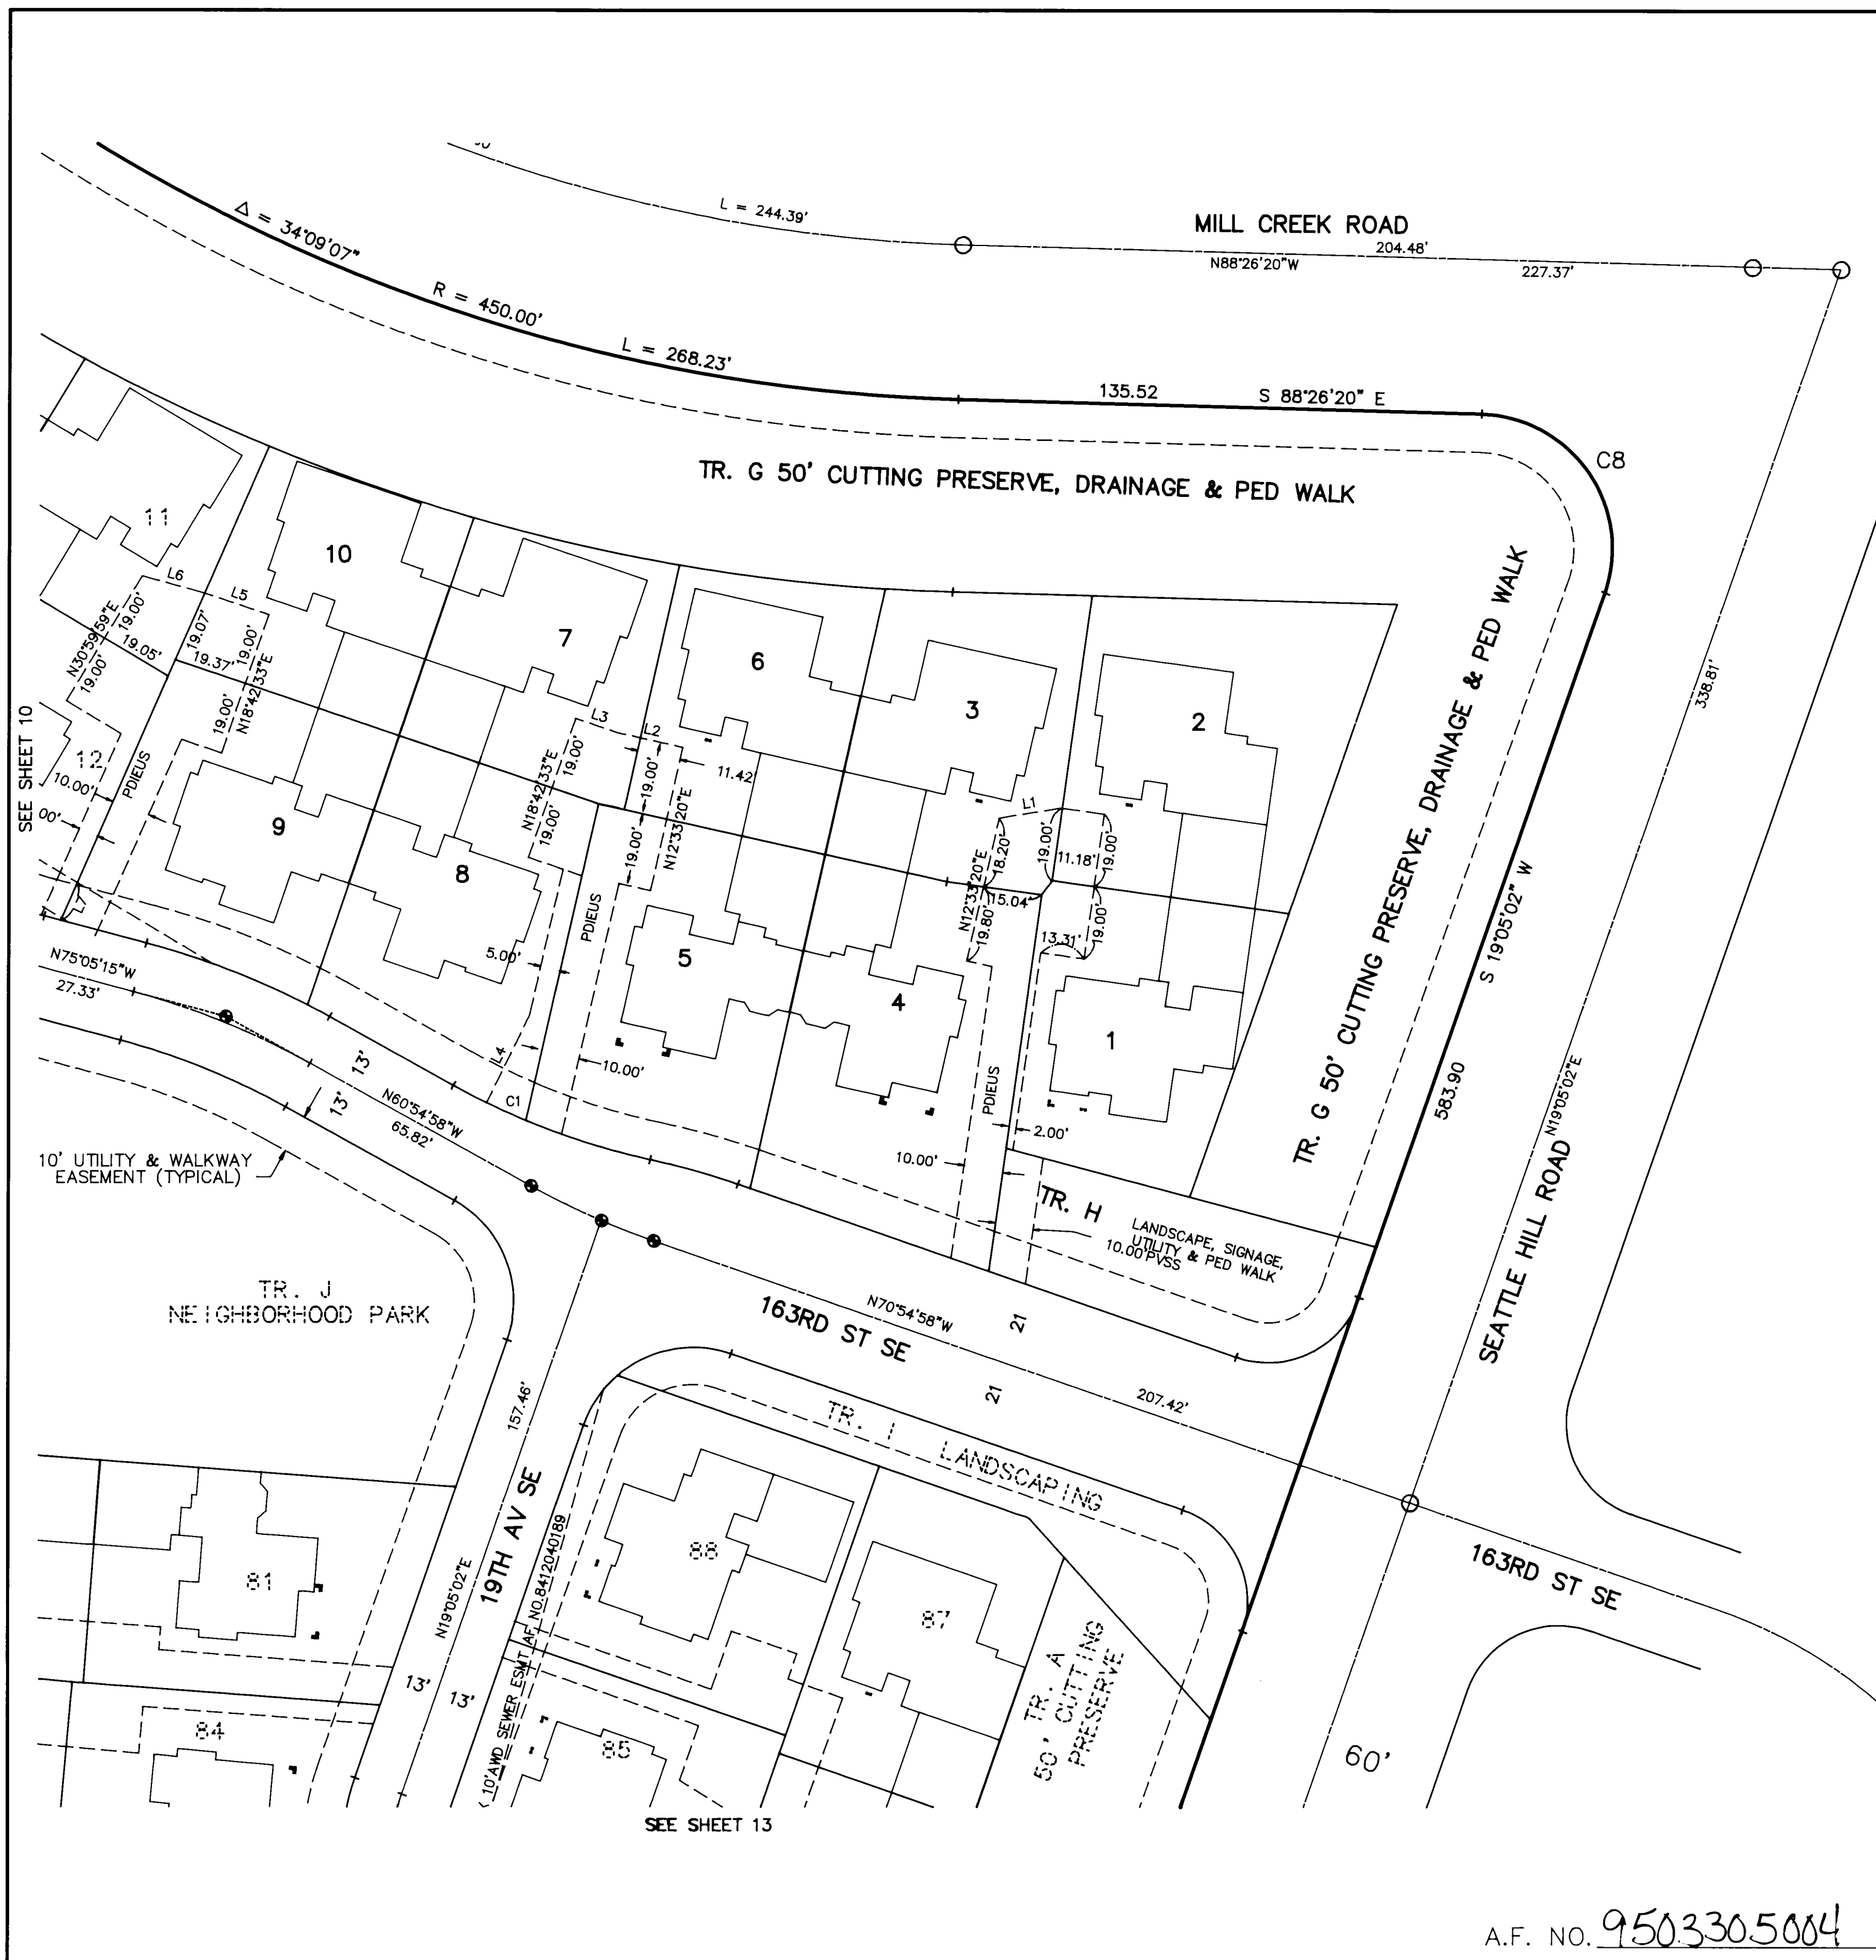 L = 244.39'
MILL CREEK ROAD
204.48'
N88°26'20"W
227.37'
Δ = 34°09'07"
R = 450.00'
L = 268.23'
135.52
S 88°26'20" E
C8
TR. G 50' CUTTING PRESERVE, DRAINAGE & PED WALK
11
10
7
6
3
2
L6
L5
N30°59'59"E
19.00'
19.00'
19.05'
19.07'
19.37'
19.00'
19.00'
N18°42'33"E
SEE SHEET 10
12
10.00'
00'
PDIEUS
9
8
L3
L2
N18°42'33"E
19.00'
19.00'
19.00'
19.00'
11.42
N12°33'20"E
PDIEUS
5.00'
5
4
L1
18.20'
19.00'
11.18'
19.00'
N12°33'20"E
19.80'
15.04'
13.31'
19.00'
1
TR. G 50' CUTTING PRESERVE, DRAINAGE & PED WALK
338.81'
S 19°05'02" W
583.90
N19°05'02"E
SEATTLE HILL ROAD
L7
N75°05'15"W
27.33'
13'
13'
L4
C1
10.00'
N60°54'58"W
65.82'
PDIEUS
2.00'
10.00'
10' UTILITY & WALKWAY
EASEMENT (TYPICAL)
TR. H
LANDSCAPE, SIGNAGE,
UTILITY & PED WALK
10.00'PVSS
TR. J
NEIGHBORHOOD PARK
163RD ST SE
N70°54'58"W
21
21
207.42'
157.46'
TR. I LANDSCAPING
19TH AV SE
N19°05'02"E
10'AWD SEWER ESMT AF. NO.8412040189
88
87
81
84
85
13'
13'
50' TR. A
CUTTING
PRESERVE
163RD ST SE
60'
SEE SHEET 13
A.F. NO. 9503305004